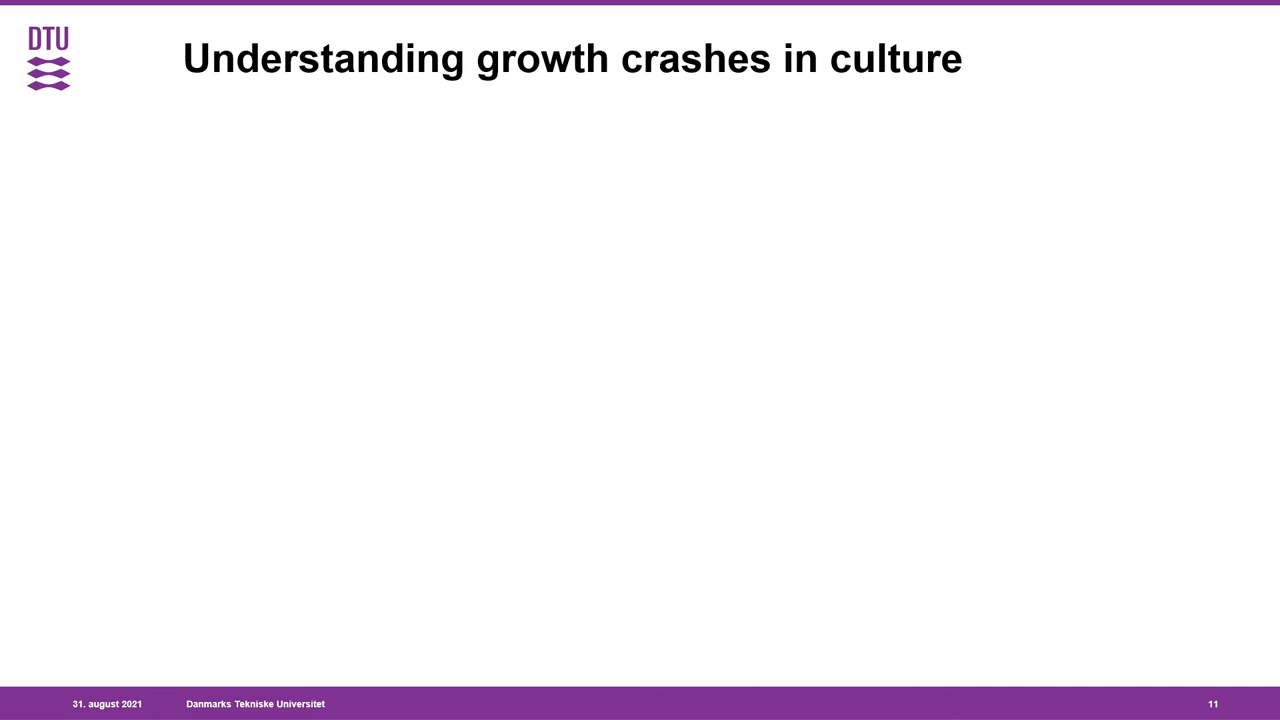 DTU
Understanding growth crashes in culture
31. august 2021 Danmarks Tekniske Universitet 11